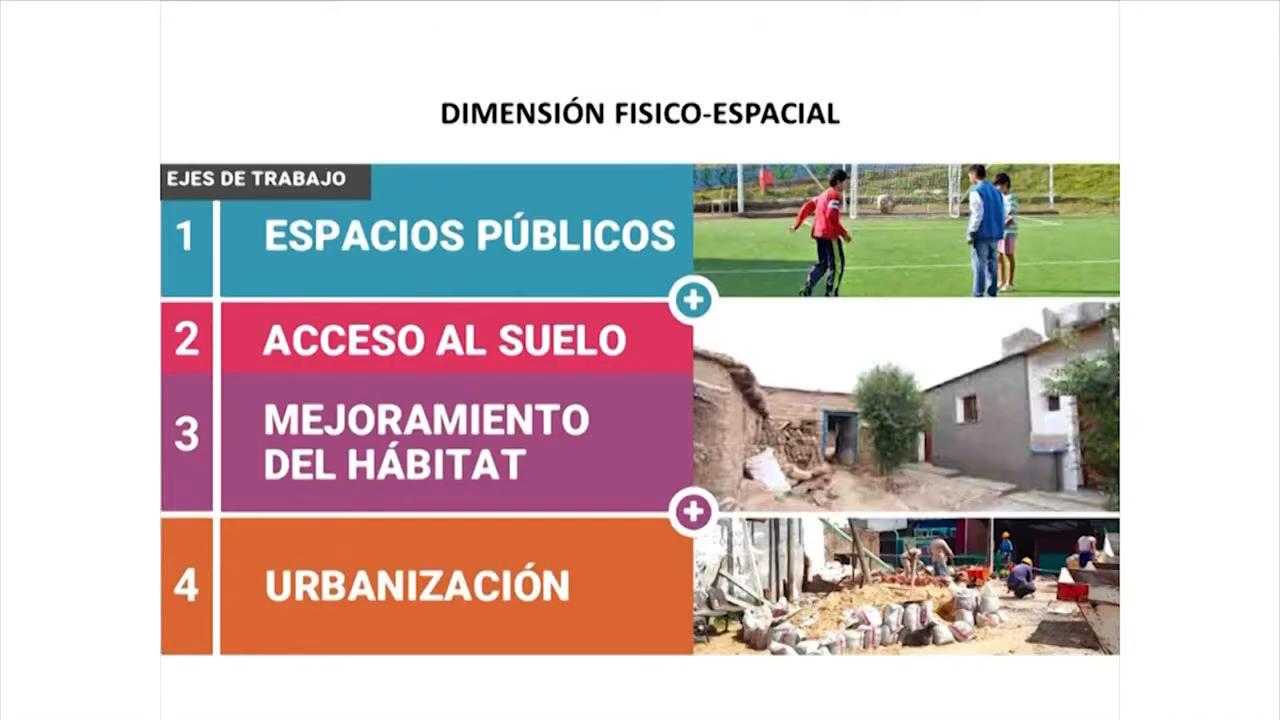 DIMENSIÓN FISICO-ESPACIAL
EJES DE TRABAJO
1 ESPACIOS PÚBLICOS
2 ACCESO AL SUELO
3 MEJORAMIENTO
DEL HÁBITAT
4 URBANIZACIÓN